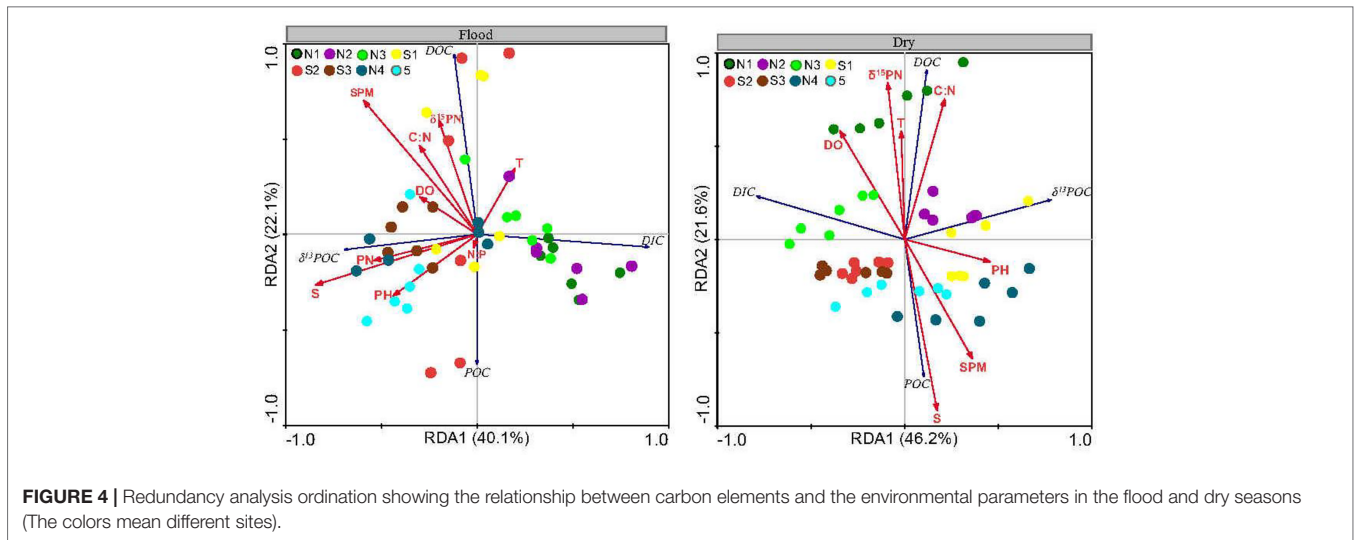 Flood
1.0
N1 N2 N3 S1
S2 S3 N4 5
DOC
SPM
δ¹⁵PN
C:N
T
DO
DIC
N:P
δ¹³POC
PN
S
PH
POC
RDA2 (22.1%)
-1.0
-1.0 RDA1 (40.1%) 1.0
Dry
1.0
N1 N2 N3 S1
S2 S3 N4 5
DOC
δ¹⁵PN
C:N
T
DO
DIC
δ¹³POC
PH
SPM
POC
S
RDA2 (21.6%)
-1.0
-1.0 RDA1 (46.2%) 1.0
FIGURE 4 | Redundancy analysis ordination showing the relationship between carbon elements and the environmental parameters in the flood and dry seasons
(The colors mean different sites).